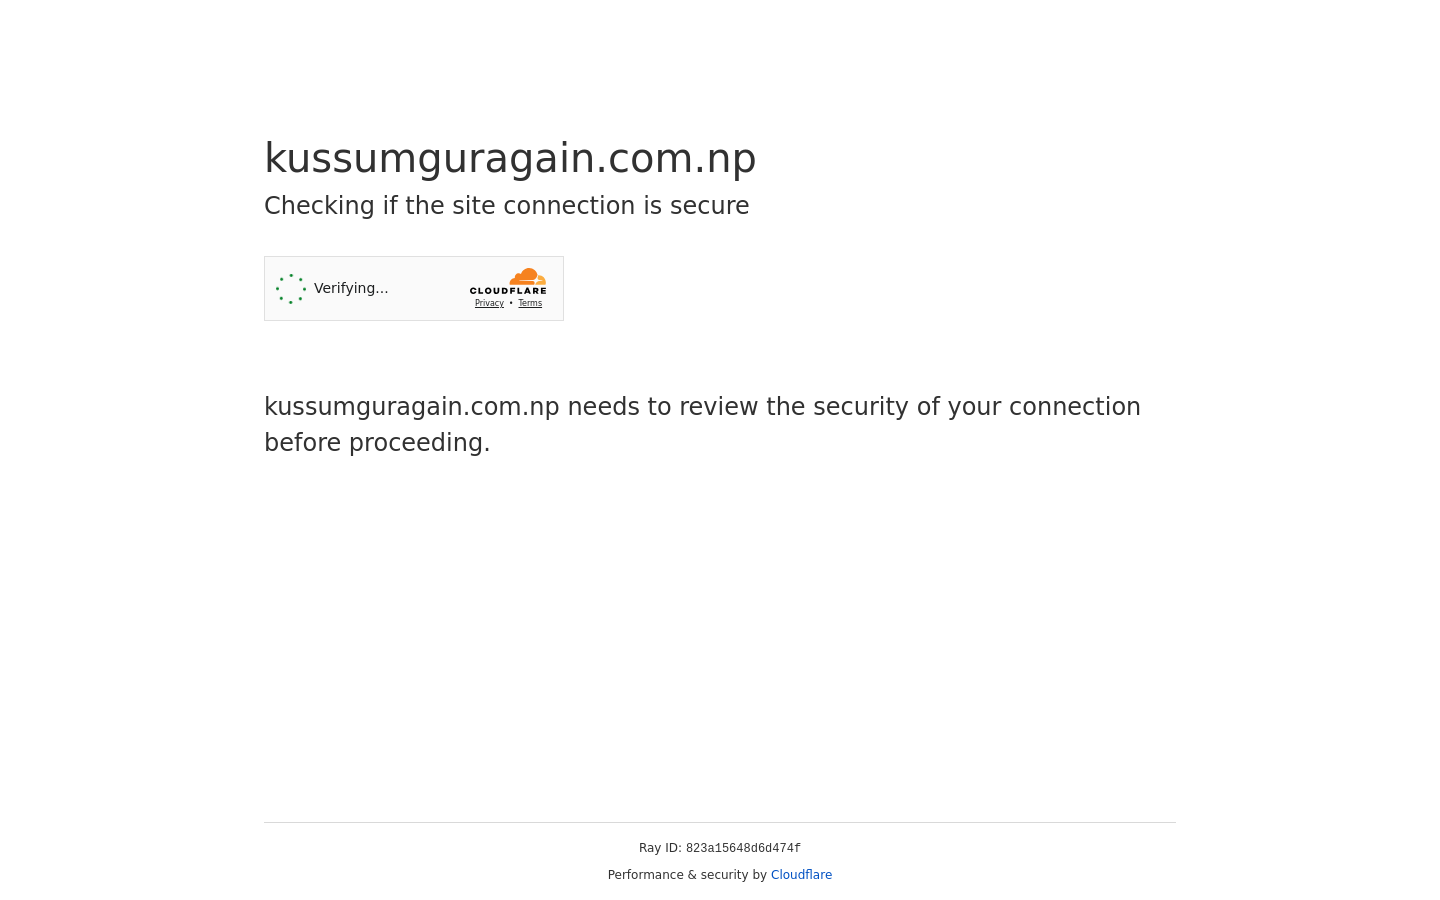 kussumguragain.com.np
Checking if the site connection is secure
Verifying...
CLOUDFLARE
Privacy • Terms
kussumguragain.com.np needs to review the security of your connection
before proceeding.
Ray ID: 823a15648d6d474f
Performance & security by Cloudflare